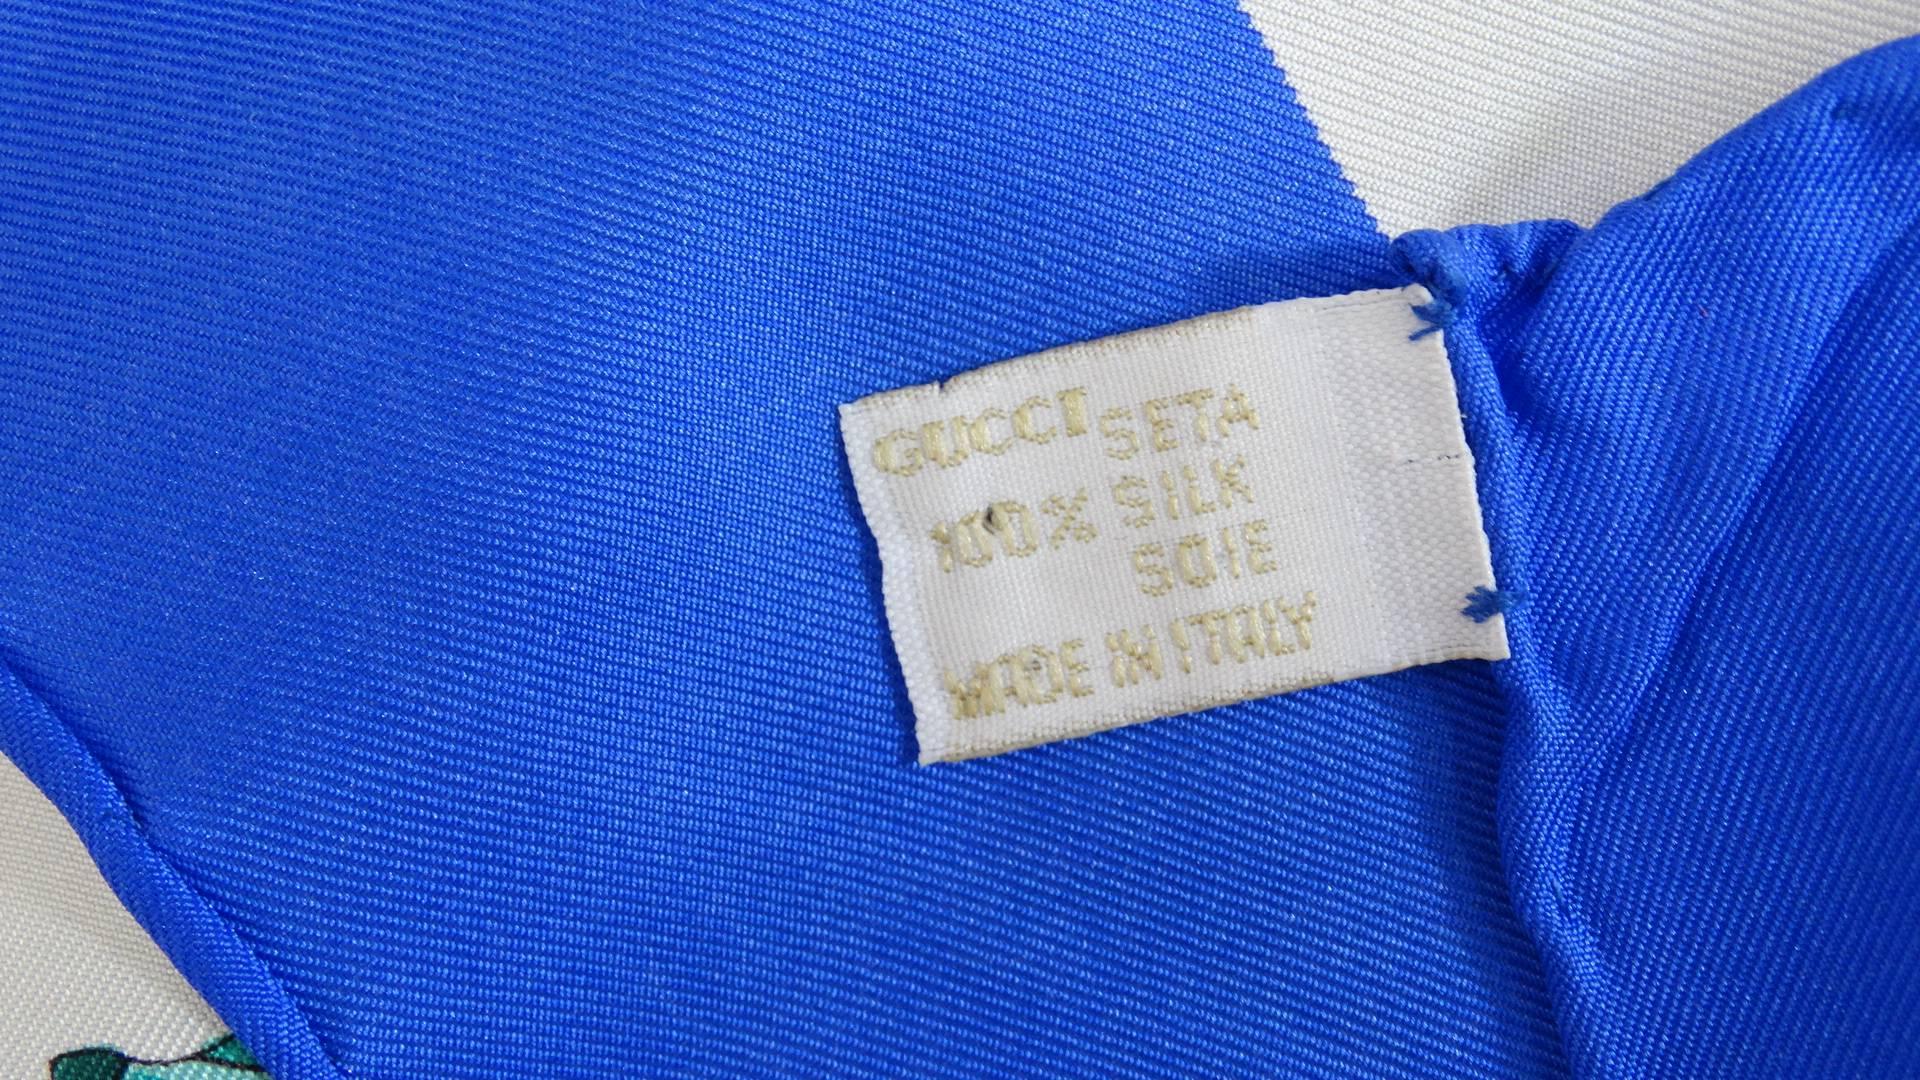 GUCCI SETA
100% SILK
SOIE
MADE IN ITALY